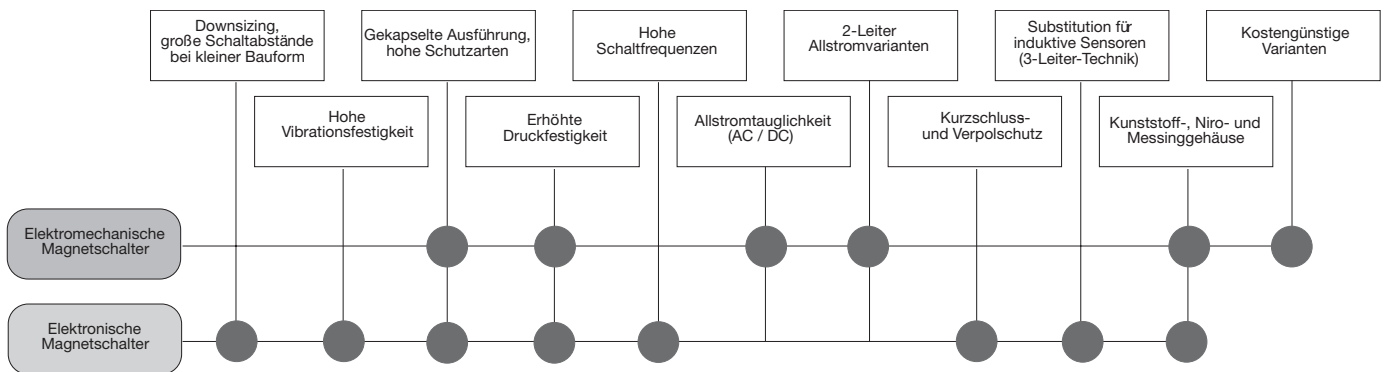 Downsizing,
große Schaltabstände
bei kleiner Bauform
Gekapselte Ausführung,
hohe Schutzarten
Hohe
Schaltfrequenzen
2-Leiter
Allstromvarianten
Substitution für
induktive Sensoren
(3-Leiter-Technik)
Kostengünstige
Varianten
Hohe
Vibrationsfestigkeit
Erhöhte
Druckfestigkeit
Allstromtauglichkeit
(AC / DC)
Kurzschluss-
und Verpolschutz
Kunststoff-, Niro- und
Messinggehäuse
Elektromechanische
Magnetschalter
Elektronische
Magnetschalter